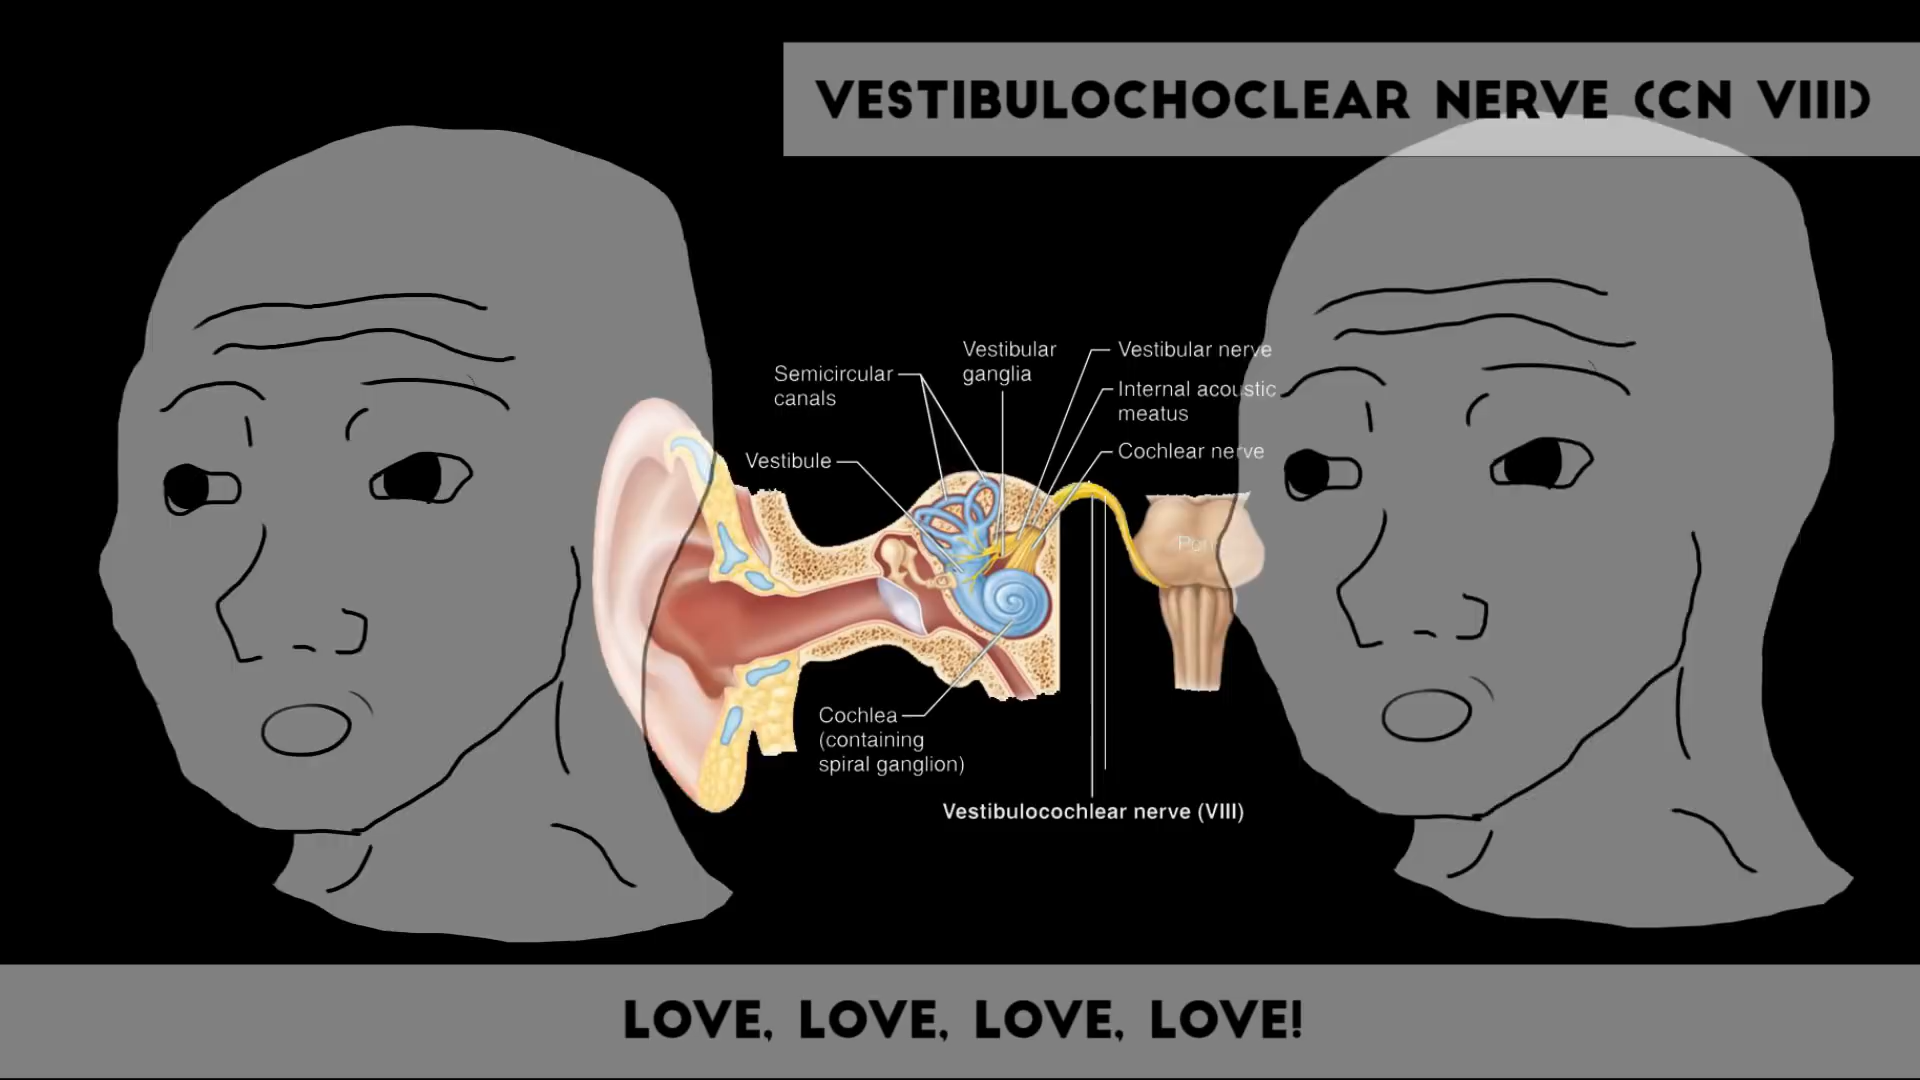 VESTIBULOCHOCLEAR NERVE (CN VIII)
Vestibular
ganglia
Vestibular nerve
Semicircular
canals
Internal acoustic
meatus
Vestibule
Cochlear nerve
Pons
Cochlea
(containing
spiral ganglion)
Vestibulocochlear nerve (VIII)
LOVE, LOVE, LOVE, LOVE!